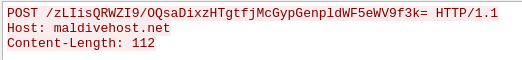 POST /zLIisQRWZI9/OQsaDixzHTgtfjMcGypGenpldWF5eWV9f3k= HTTP/1.1
Host: maldivehost.net
Content-Length: 112